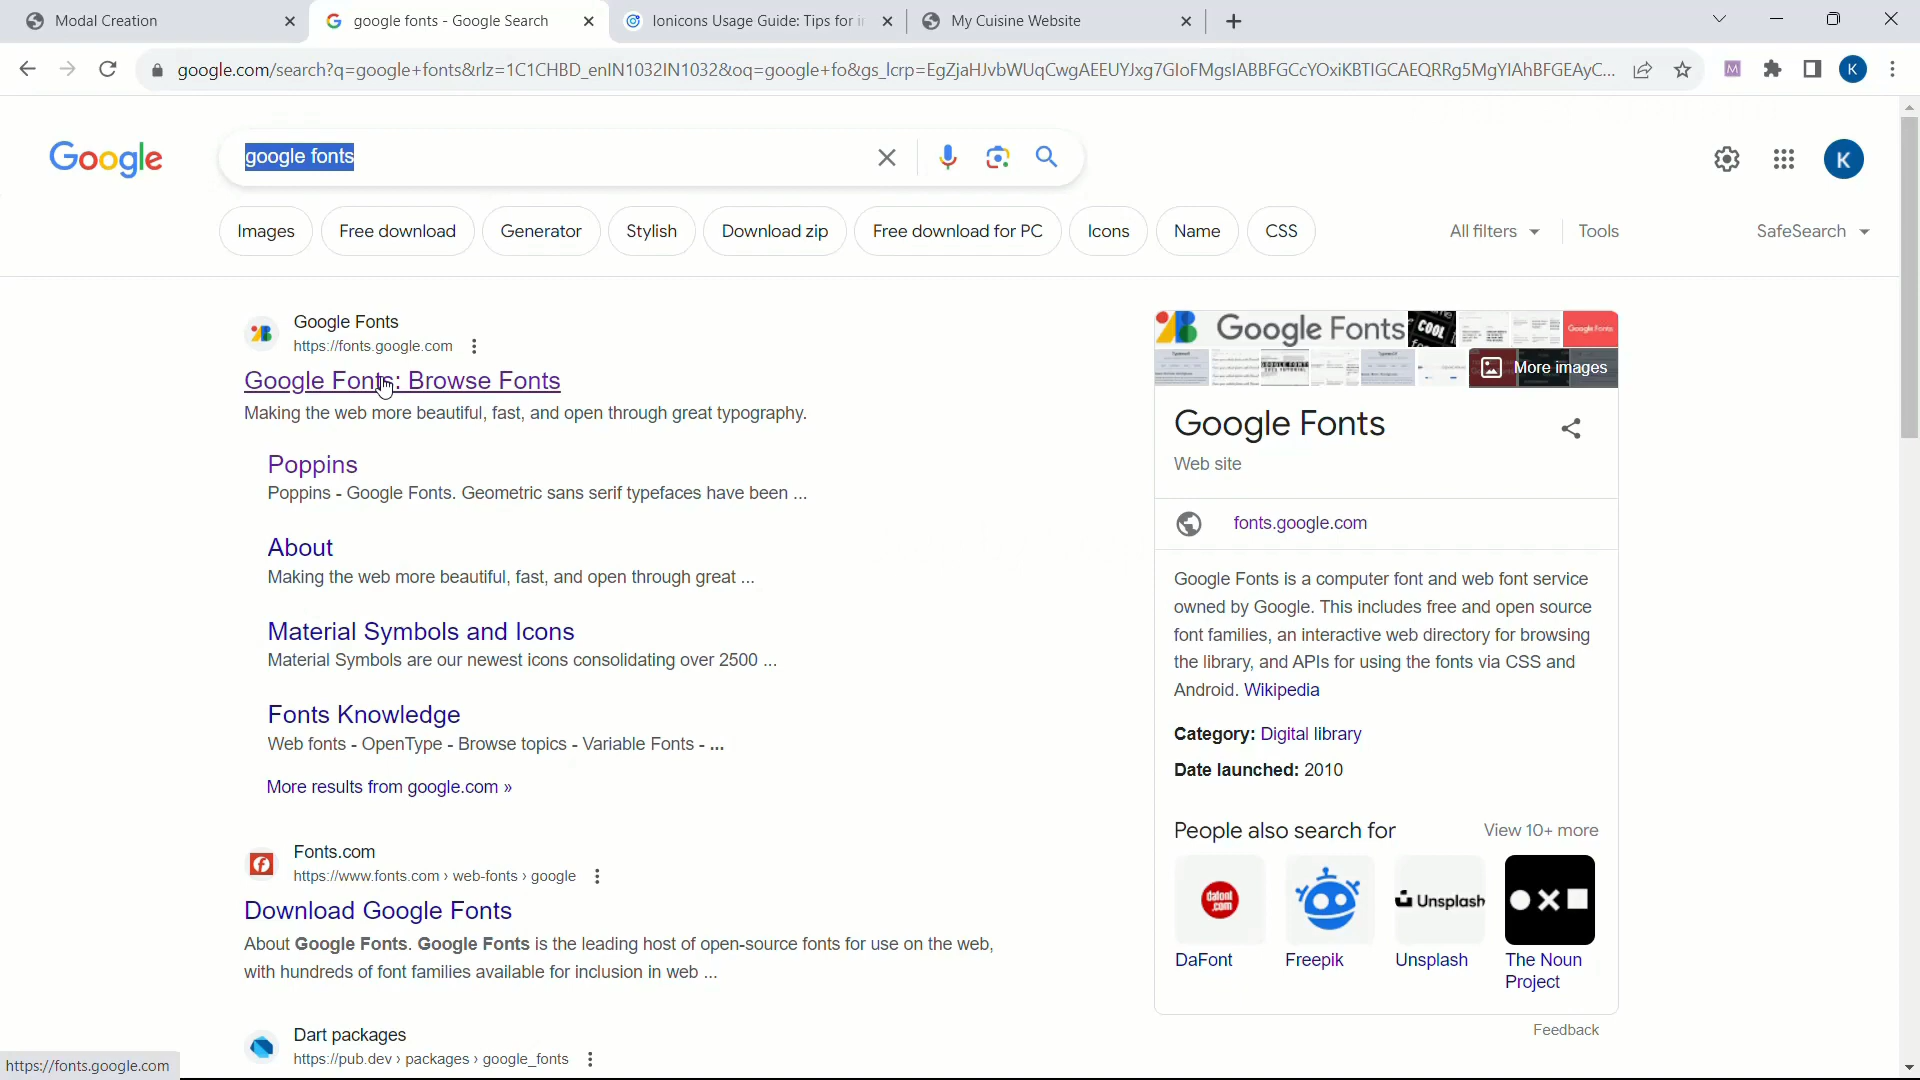 Modal Creation
google fonts - Google Search
Ionicons Usage Guide: Tips for i
My Cuisine Website
google.com/search?q=google+fonts&rlz=1C1CHBD_enIN1032IN1032&oq=google+fo&gs_lcrp=EgZjaHJvbWUqCwgAEEUYJxg7GIoFMgsIABBFGCcYOxiKBTIGCAEQRRg5MgYIAhBFGEAyC...
M
K
Google
google fonts
K
Images
Free download
Generator
Stylish
Download zip
Free download for PC
Icons
Name
CSS
All filters
Tools
SafeSearch
Google Fonts
https://fonts.google.com
Google Fonts: Browse Fonts
Making the web more beautiful, fast, and open through great typography.
Poppins
Poppins - Google Fonts. Geometric sans serif typefaces have been ...
About
Making the web more beautiful, fast, and open through great ...
Material Symbols and Icons
Material Symbols are our newest icons consolidating over 2500 ...
Fonts Knowledge
Web fonts - OpenType - Browse topics - Variable Fonts - ...
More results from google.com »
Fonts.com
https://www.fonts.com › web-fonts › google
Download Google Fonts
About Google Fonts. Google Fonts is the leading host of open-source fonts for use on the web,
with hundreds of font families available for inclusion in web ...
Dart packages
https://pub.dev › packages › google_fonts
https://fonts.google.com
Google Fonts
COOL
Google Fonts
More images
Google Fonts
Web site
fonts.google.com
Google Fonts is a computer font and web font service
owned by Google. This includes free and open source
font families, an interactive web directory for browsing
the library, and APIs for using the fonts via CSS and
Android. Wikipedia
Category: Digital library
Date launched: 2010
People also search for
View 10+ more
dafont
.com
Unsplash
DaFont
Freepik
Unsplash
The Noun
Project
Feedback